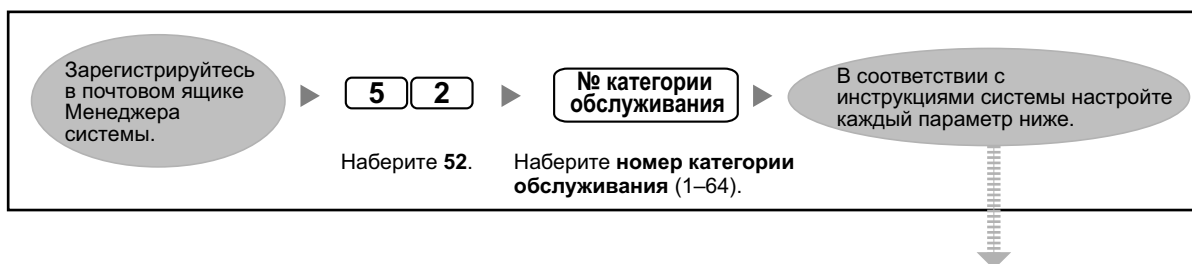 Зарегистрируйтесь
в почтовом ящике
Менеджера
системы.
5 2
Наберите 52.
№ категории
обслуживания
Наберите номер категории
обслуживания (1–64).
В соответствии с
инструкциями системы настройте
каждый параметр ниже.